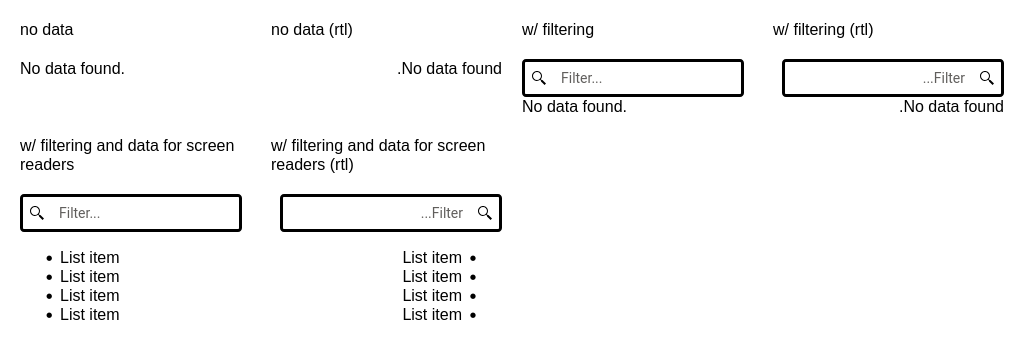 no data
No data found.
no data (rtl)
.No data found
w/ filtering
Filter...
No data found.
w/ filtering (rtl)
...Filter
.No data found
w/ filtering and data for screen
readers
Filter...
List item
List item
List item
List item
w/ filtering and data for screen
readers (rtl)
...Filter
List item
List item
List item
List item